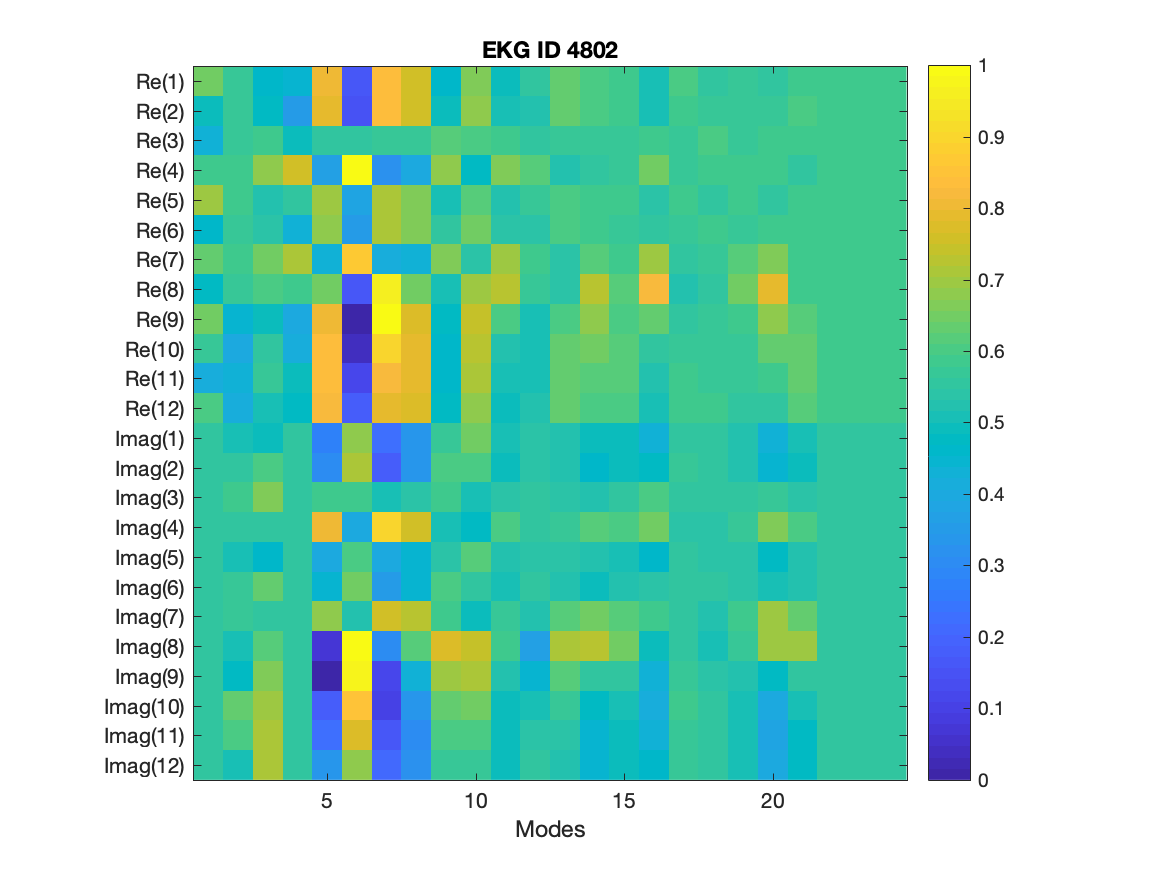 EKG ID 4802
Re(1)
Re(2)
Re(3)
Re(4)
Re(5)
Re(6)
Re(7)
Re(8)
Re(9)
Re(10)
Re(11)
Re(12)
Imag(1)
Imag(2)
Imag(3)
Imag(4)
Imag(5)
Imag(6)
Imag(7)
Imag(8)
Imag(9)
Imag(10)
Imag(11)
Imag(12)
5 10 15 20
Modes
1
0.9
0.8
0.7
0.6
0.5
0.4
0.3
0.2
0.1
0